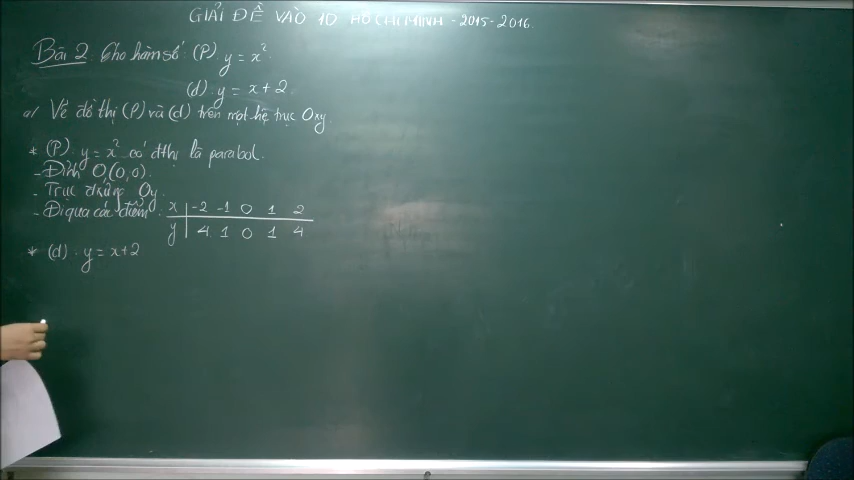 GIẢI ĐỀ VÀO 10 HỒ CHÍ MINH - 2015-2016.
Bài 2: Cho hàm số: (P): y = x².
(d): y = x + 2.
a/ Vẽ đồ thị (P) và (d) trên một hệ trục Oxy
* (P): y = x² có đthị là parabol.
- Đỉnh O(0,0).
- Trục đxứng Oy.
- Đi qua các điểm: x | -2 -1 0 1 2
y | 4 1 0 1 4
* (d): y = x+2